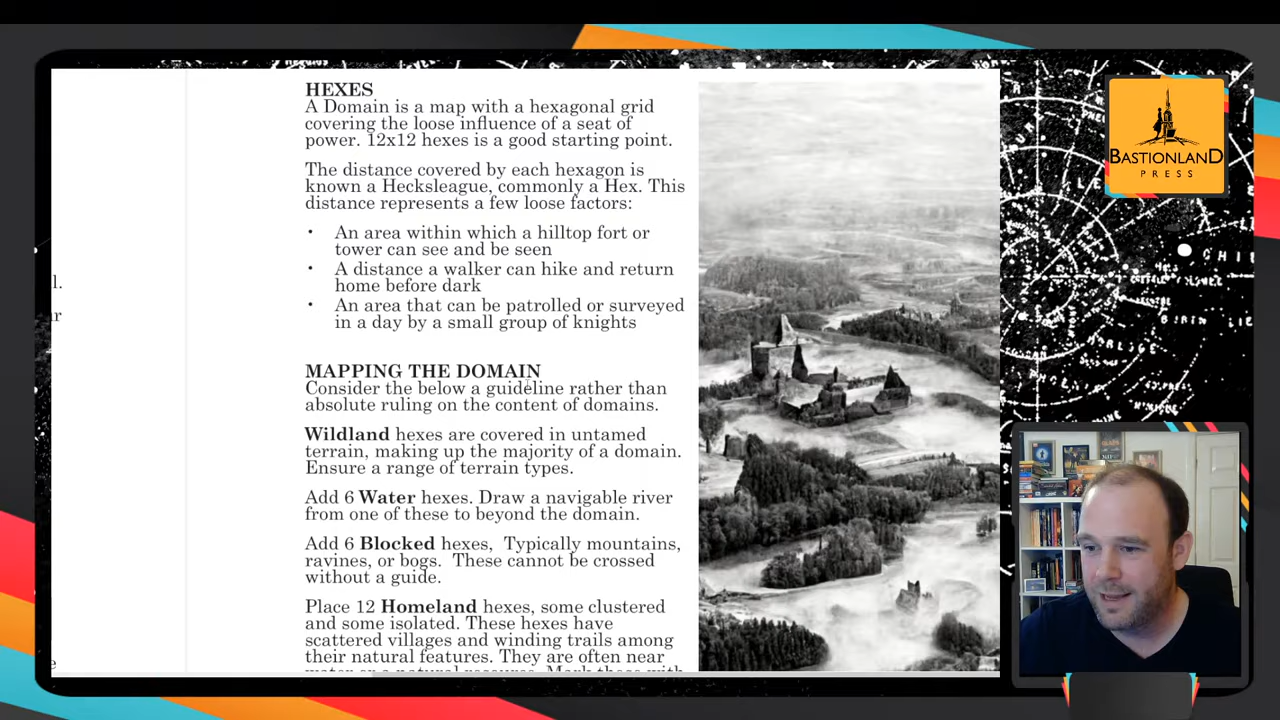 HEXES
A Domain is a map with a hexagonal grid
covering the loose influence of a seat of
power. 12x12 hexes is a good starting point.
The distance covered by each hexagon is
known a Hecksleague, commonly a Hex. This
distance represents a few loose factors:
• An area within which a hilltop fort or
tower can see and be seen
• A distance a walker can hike and return
home before dark
• An area that can be patrolled or surveyed
in a day by a small group of knights
MAPPING THE DOMAIN
Consider the below a guideline rather than
absolute ruling on the content of domains.
Wildland hexes are covered in untamed
terrain, making up the majority of a domain.
Ensure a range of terrain types.
Add 6 Water hexes. Draw a navigable river
from one of these to beyond the domain.
Add 6 Blocked hexes, Typically mountains,
ravines, or bogs. These cannot be crossed
without a guide.
Place 12 Homeland hexes, some clustered
and some isolated. These hexes have
scattered villages and winding trails among
their natural features. They are often near
BASTIONLAND
PRESS